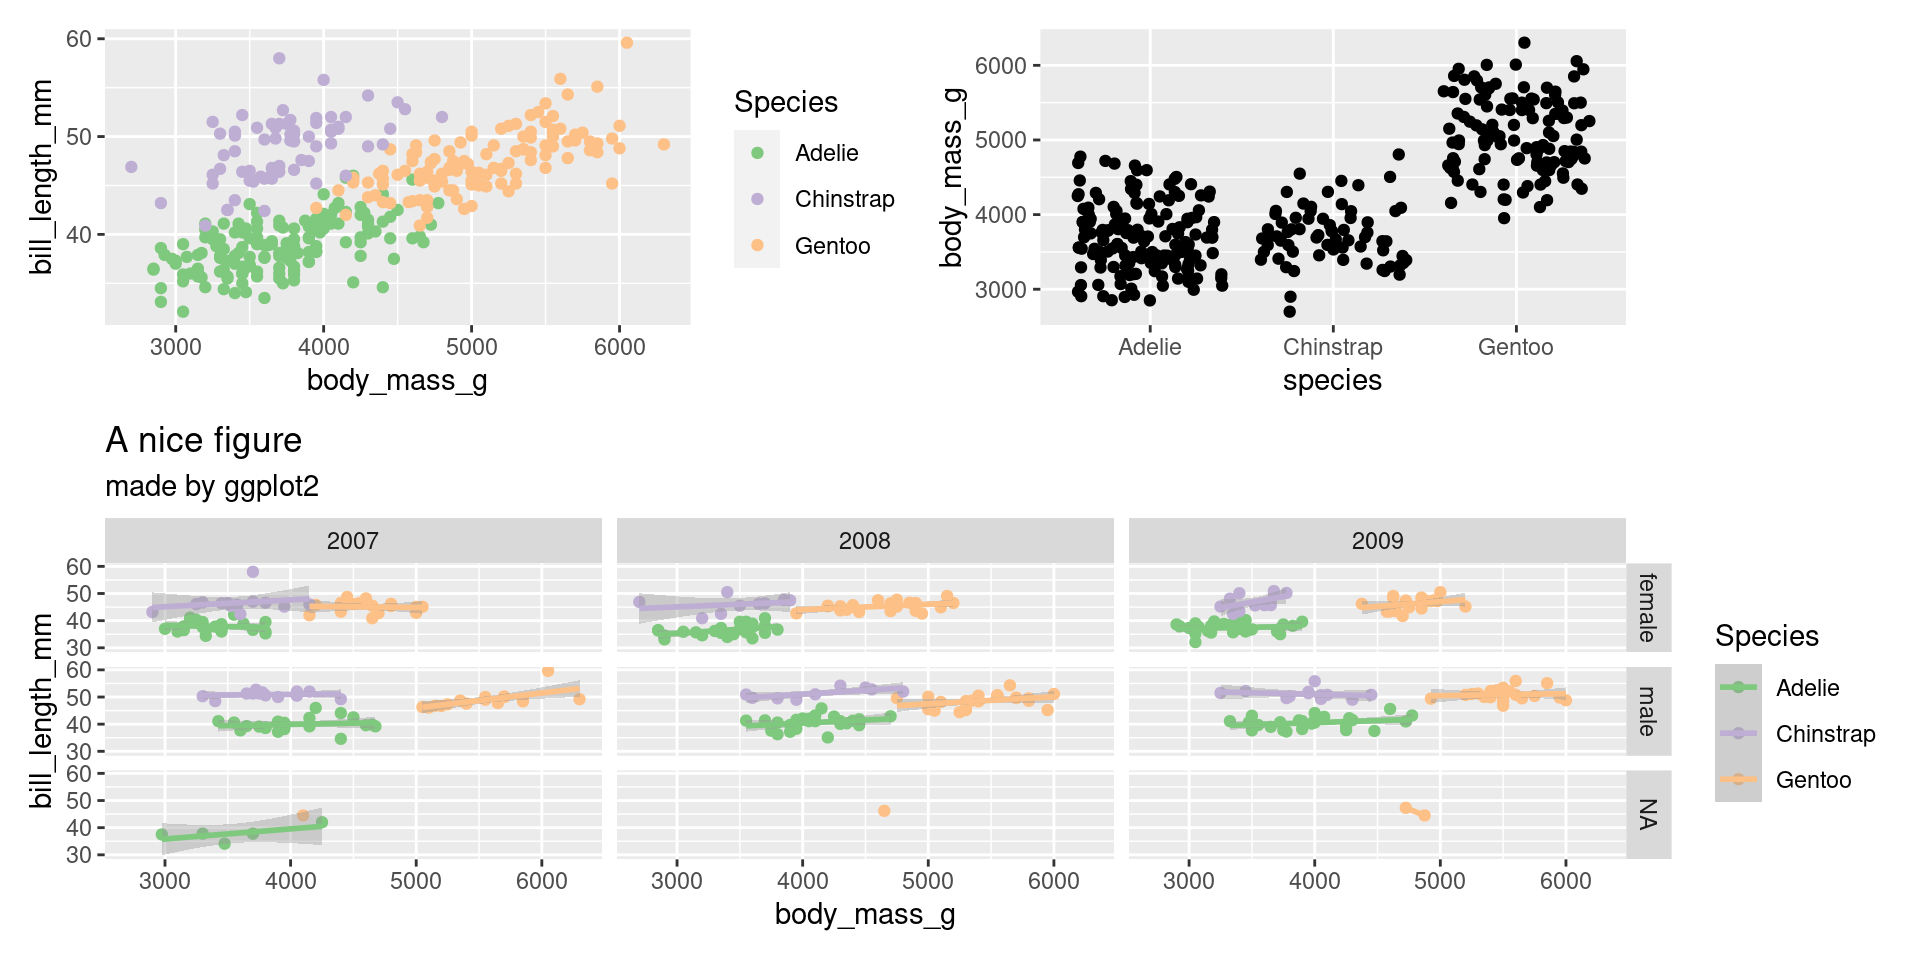 60
50
40
bill_length_mm
3000 4000 5000 6000
body_mass_g
Species
Adelie
Chinstrap
Gentoo
6000
5000
4000
3000
body_mass_g
Adelie Chinstrap Gentoo
species
A nice figure
made by ggplot2
2007 2008 2009
60
50
40
30
female
60
50
40
30
male
60
50
40
30
NA
bill_length_mm
3000 4000 5000 6000 3000 4000 5000 6000 3000 4000 5000 6000
body_mass_g
Species
Adelie
Chinstrap
Gentoo